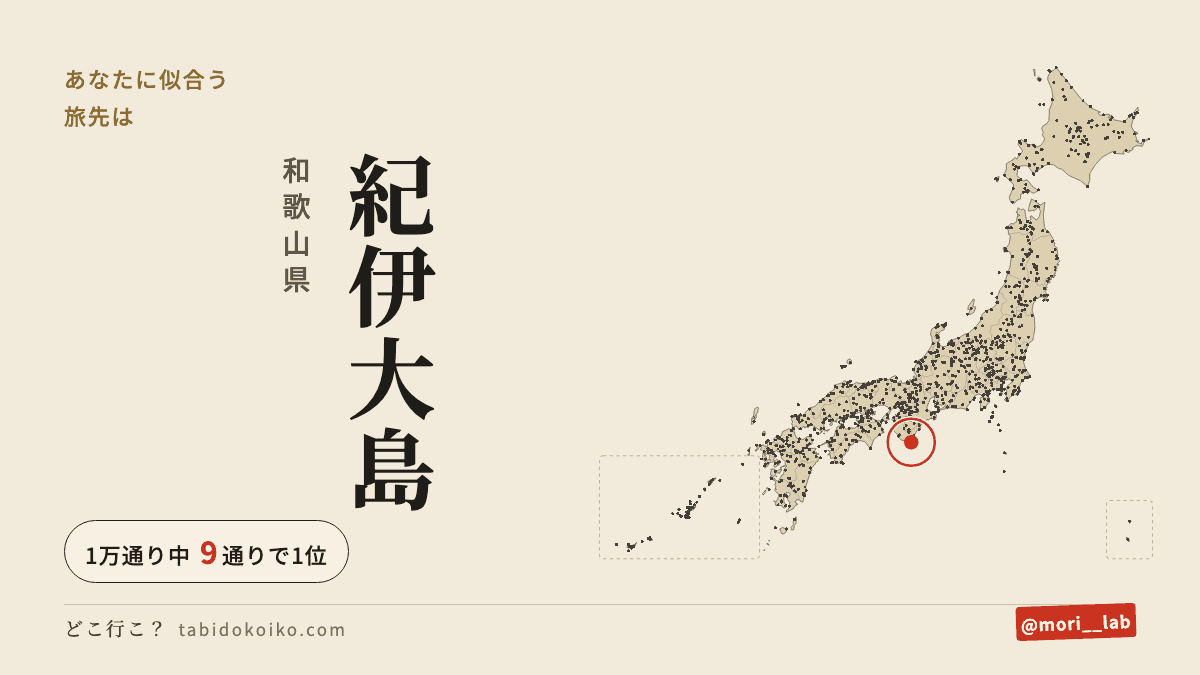 あなたに似合う
旅先は
紀伊大島
和歌山県
1万通り中 9通りで1位
どこ行こ？ tabidokoiko.com
@mori__lab